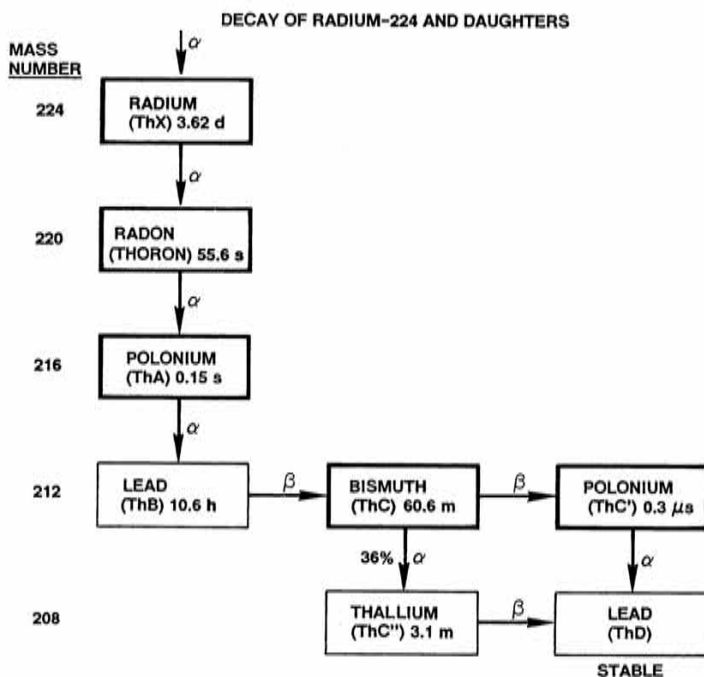 DECAY OF RADIUM-224 AND DAUGHTERS
α
MASS
NUMBER
224
RADIUM
(ThX) 3.62 d
α
220
RADON
(THORON) 55.6 s
α
216
POLONIUM
(ThA) 0.15 s
α
212
LEAD
(ThB) 10.6 h
β
BISMUTH
(ThC) 60.6 m
β
POLONIUM
(ThC') 0.3 μs
36%
α
α
208
THALLIUM
(ThC") 3.1 m
β
LEAD
(ThD)
STABLE